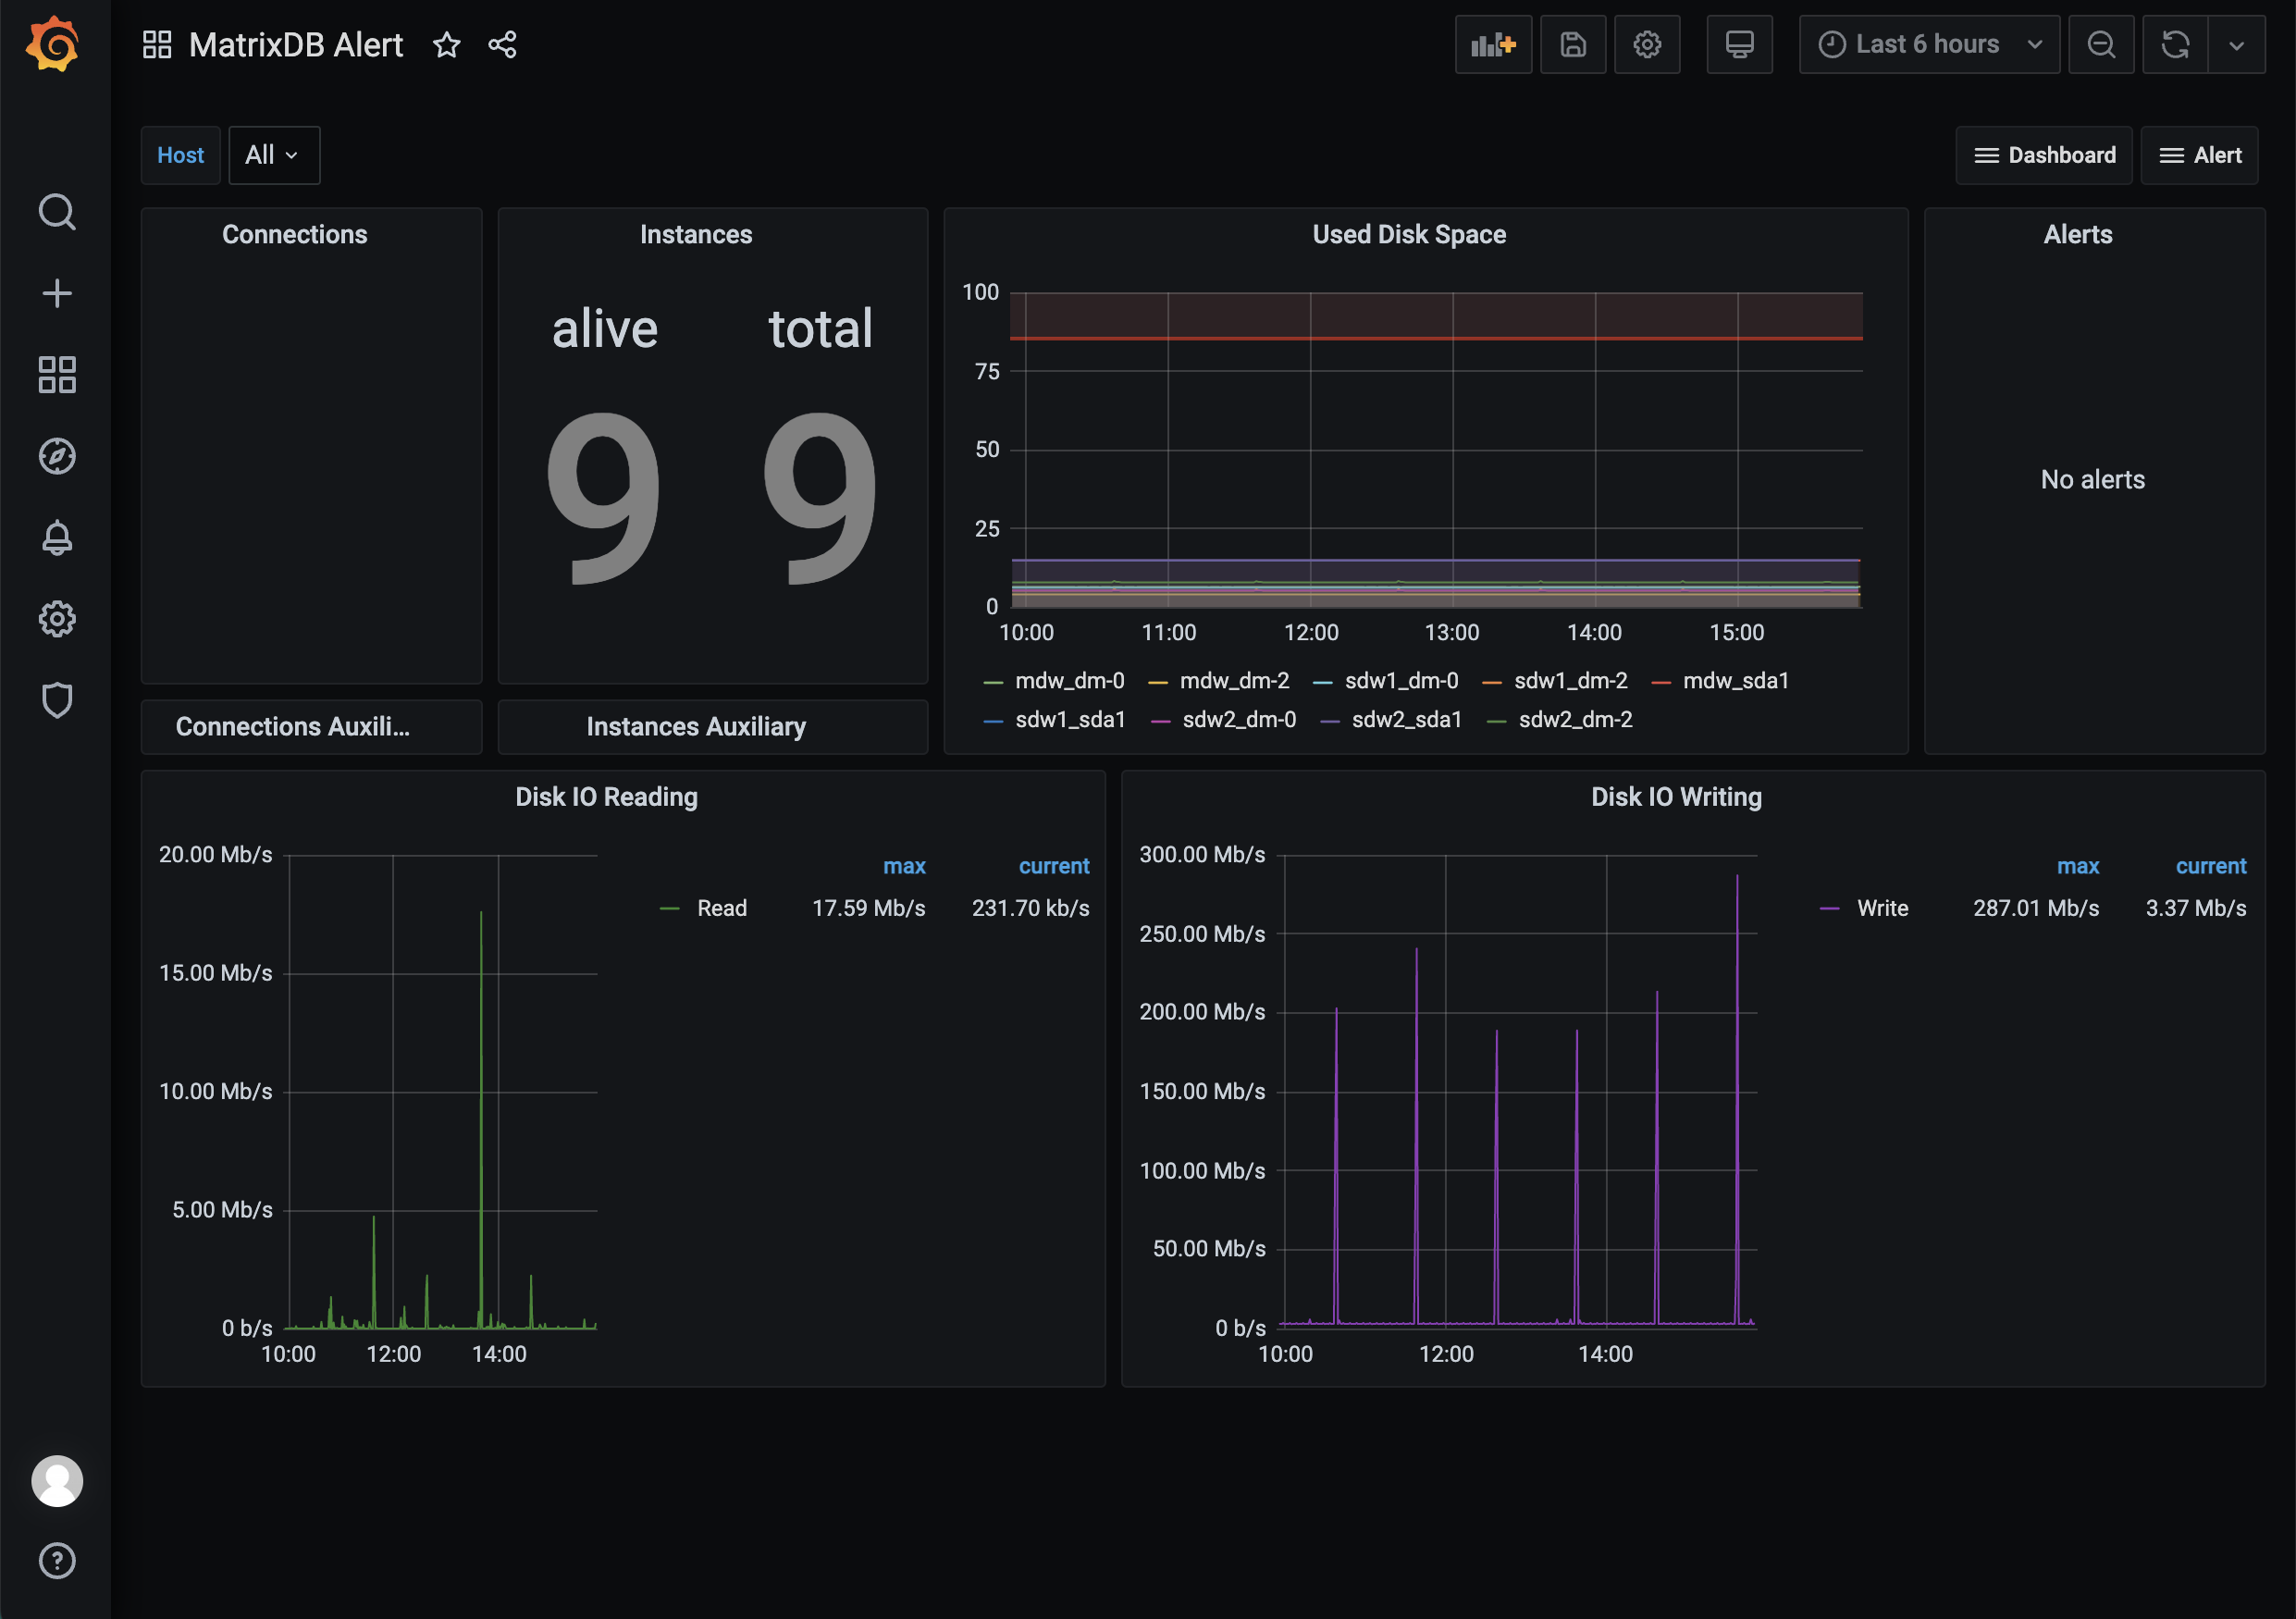 MatrixDB Alert
Last 6 hours
Host All Dashboard Alert
Connections
Instances
alive total
9 9
Used Disk Space
100
75
50
25
0
10:00 11:00 12:00 13:00 14:00 15:00
mdw_dm-0 mdw_dm-2 sdw1_dm-0 sdw1_dm-2 mdw_sda1
sdw1_sda1 sdw2_dm-0 sdw2_sda1 sdw2_dm-2
Alerts
No alerts
Connections Auxili...
Instances Auxiliary
Disk IO Reading
20.00 Mb/s
15.00 Mb/s
10.00 Mb/s
5.00 Mb/s
0 b/s
10:00 12:00 14:00
max current
Read 17.59 Mb/s 231.70 kb/s
Disk IO Writing
300.00 Mb/s
250.00 Mb/s
200.00 Mb/s
150.00 Mb/s
100.00 Mb/s
50.00 Mb/s
0 b/s
10:00 12:00 14:00
max current
Write 287.01 Mb/s 3.37 Mb/s